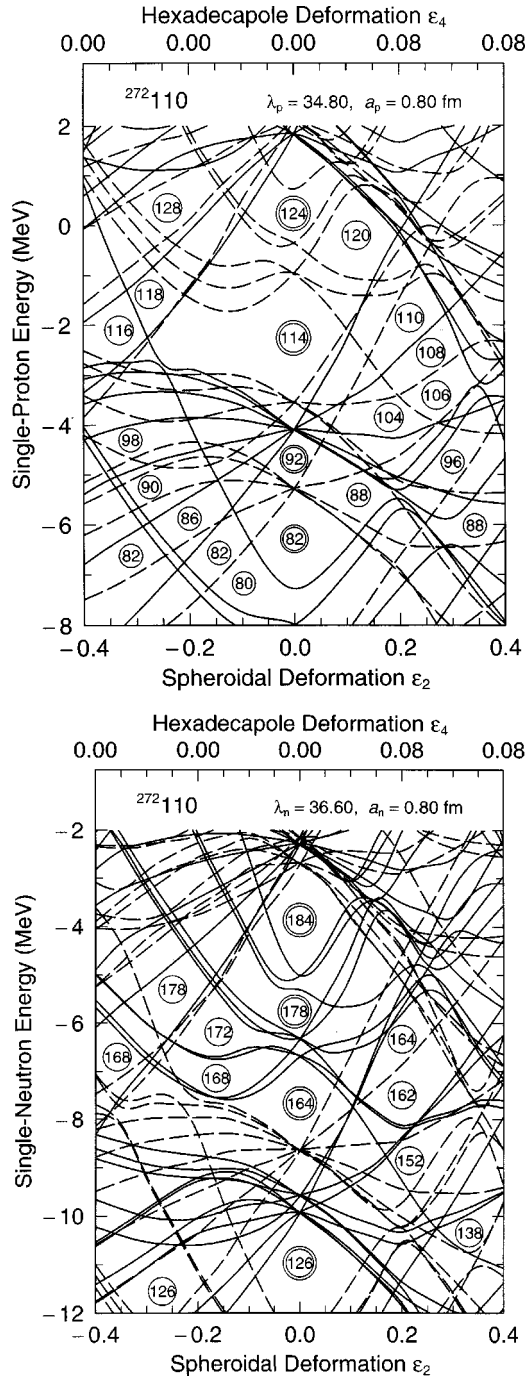 Hexadecapole Deformation ε₄
0.00 0.00 0.00 0.08 0.08
²⁷²110 λₚ = 34.80, aₚ = 0.80 fm
2
128 124 120
0
118 110
116 114 108
−2
106
104
−4
98 92 96
90 88
86 88
−6
82 82 82
80
−8
−0.4 −0.2 0.0 0.2 0.4
Single-Proton Energy (MeV)
Spheroidal Deformation ε₂
Hexadecapole Deformation ε₄
0.00 0.00 0.00 0.08 0.08
²⁷²110 λₙ = 36.60, aₙ = 0.80 fm
−2
184
−4
178 178
172 164
−6
168 168
164 162
−8
152
−10
138
126
126
−12
−0.4 −0.2 0.0 0.2 0.4
Single-Neutron Energy (MeV)
Spheroidal Deformation ε₂